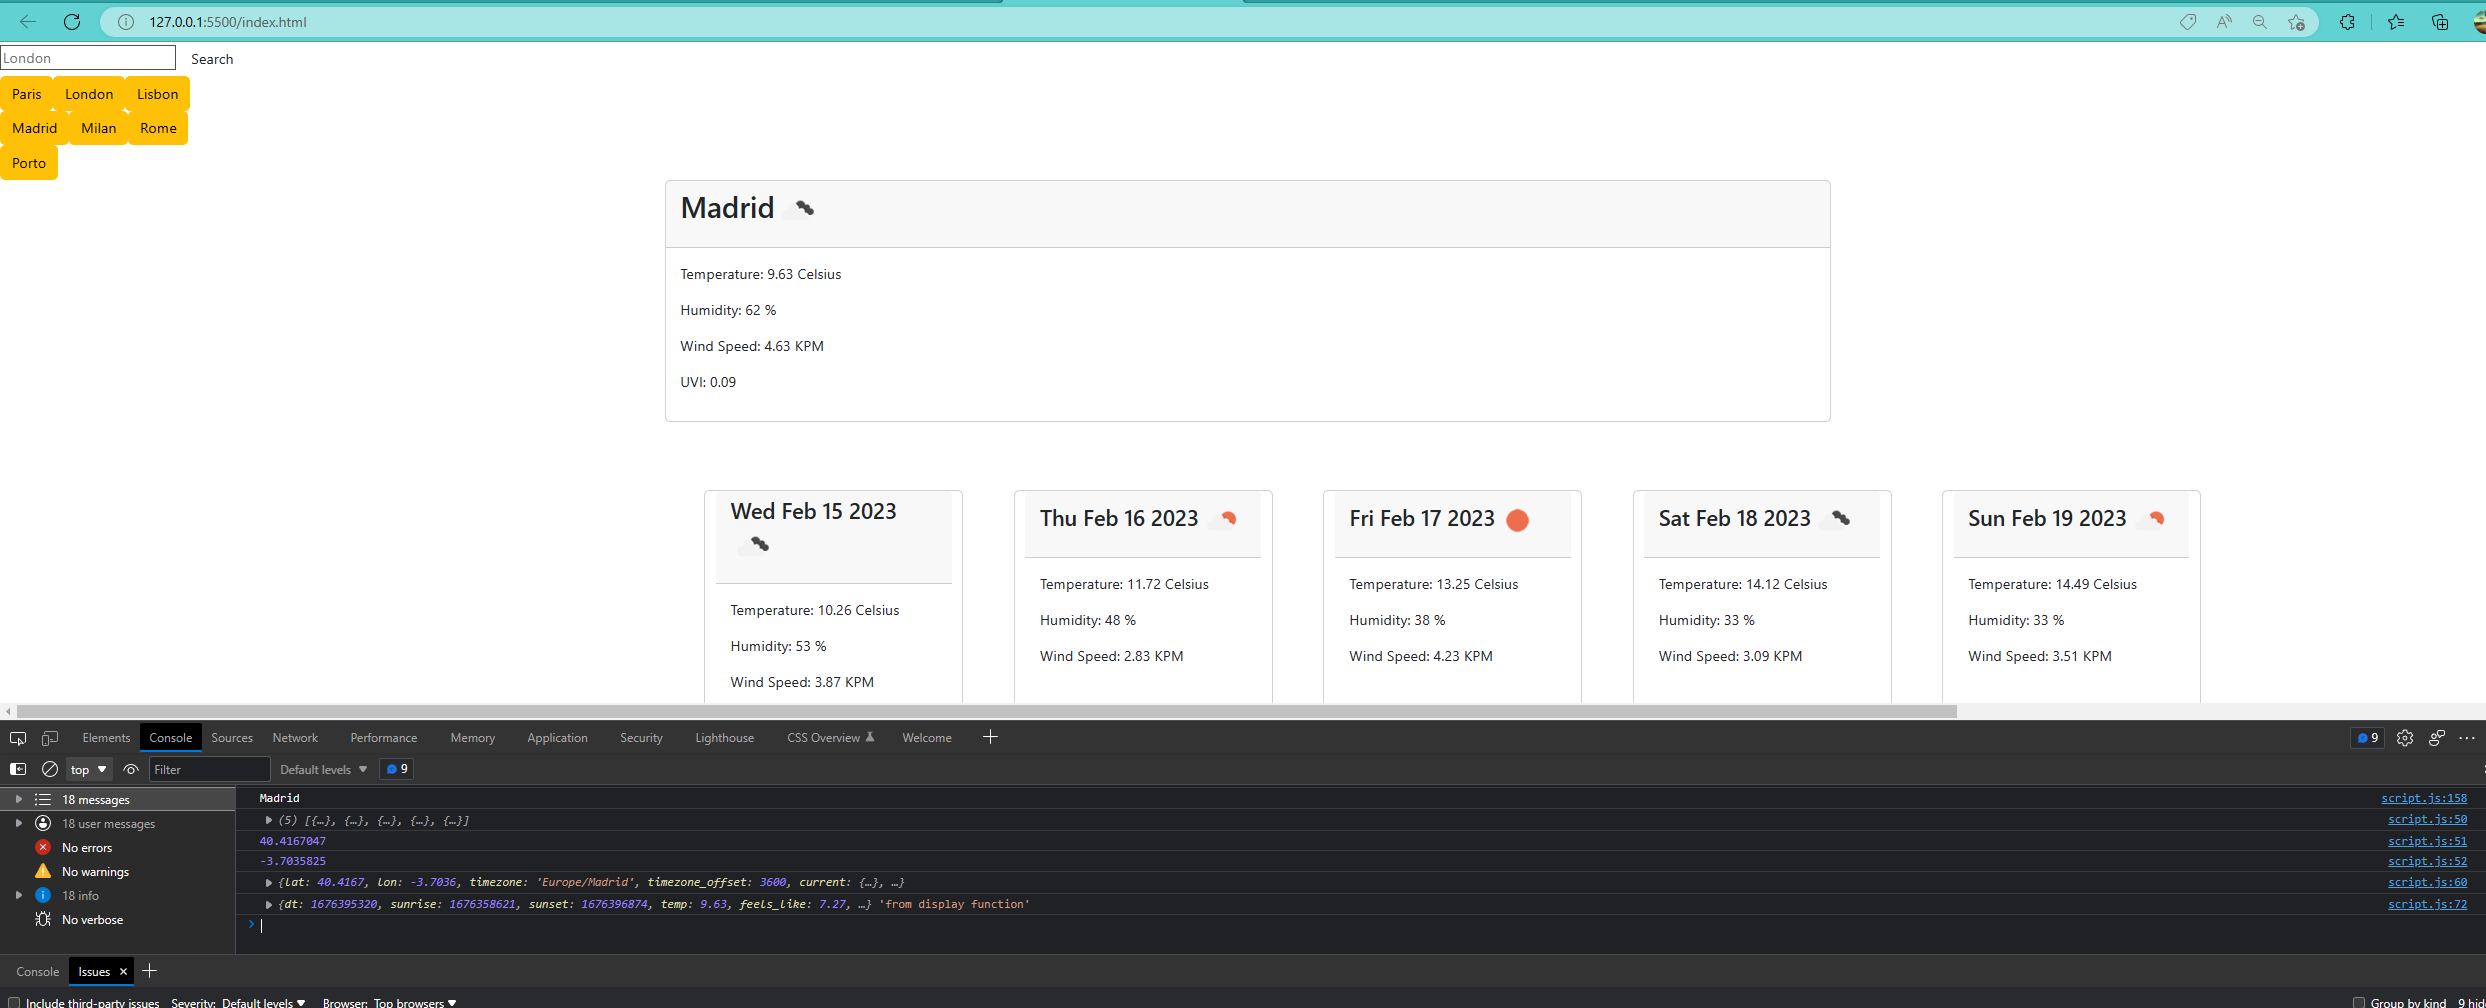 127.0.0.1:5500/index.html
London Search
Paris London Lisbon
Madrid Milan Rome
Porto
Madrid
Temperature: 9.63 Celsius
Humidity: 62 %
Wind Speed: 4.63 KPM
UVI: 0.09
Wed Feb 15 2023
Temperature: 10.26 Celsius
Humidity: 53 %
Wind Speed: 3.87 KPM
Thu Feb 16 2023
Temperature: 11.72 Celsius
Humidity: 48 %
Wind Speed: 2.83 KPM
Fri Feb 17 2023
Temperature: 13.25 Celsius
Humidity: 38 %
Wind Speed: 4.23 KPM
Sat Feb 18 2023
Temperature: 14.12 Celsius
Humidity: 33 %
Wind Speed: 3.09 KPM
Sun Feb 19 2023
Temperature: 14.49 Celsius
Humidity: 33 %
Wind Speed: 3.51 KPM
Elements Console Sources Network Performance Memory Application Security Lighthouse CSS Overview Welcome 9
top Filter Default levels 9
18 messages
18 user messages
No errors
No warnings
18 info
No verbose
Madrid script.js:158
(5) [{…}, {…}, {…}, {…}, {…}] script.js:50
40.4167047 script.js:51
-3.7035825 script.js:52
{lat: 40.4167, lon: -3.7036, timezone: 'Europe/Madrid', timezone_offset: 3600, current: {…}, …} script.js:60
{dt: 1676395320, sunrise: 1676358621, sunset: 1676396874, temp: 9.63, feels_like: 7.27, …} 'from display function' script.js:72
Console Issues
Include third-party issues Severity: Default levels Browser: Top browsers Group by kind 9